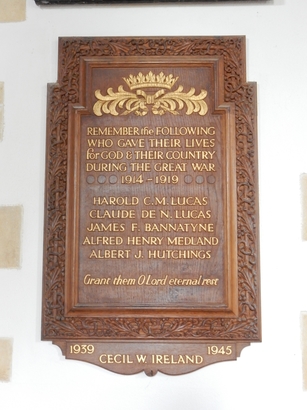 REMEMBER the FOLLOWING
WHO GAVE THEIR LIVES
for GOD & THEIR COUNTRY
DURING THE GREAT WAR
1914-1919
HAROLD C.M. LUCAS
CLAUDE DE N. LUCAS
JAMES F. BANNATYNE
ALFRED HENRY MEDLAND
ALBERT J. HUTCHINGS
Grant them O Lord eternal rest
1939 1945
CECIL W. IRELAND